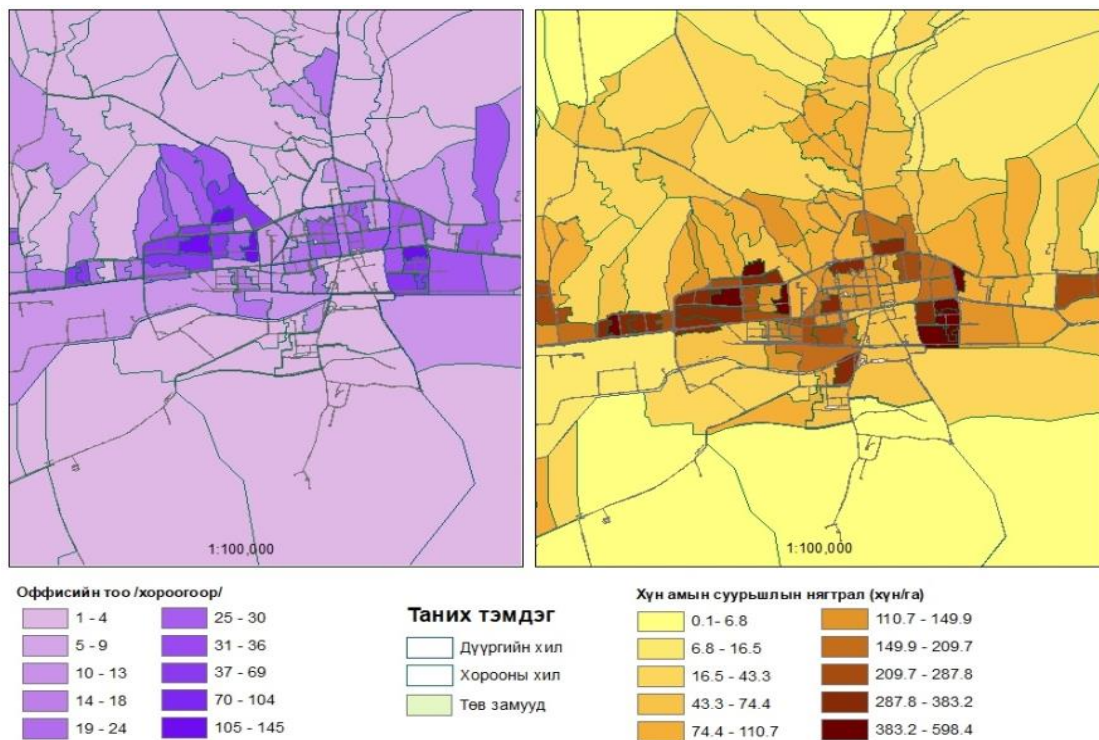 1:100,000
1:100,000
Оффисийн тоо /хороогоор/
1 - 4
5 - 9
10 - 13
14 - 18
19 - 24
25 - 30
31 - 36
37 - 69
70 - 104
105 - 145
Таних тэмдэг
Дүүргийн хил
Хорооны хил
Төв замууд
Хүн амын суурьшлын нягтрал (хүн/га)
0.1- 6.8
6.8 - 16.5
16.5 - 43.3
43.3 - 74.4
74.4 - 110.7
110.7 - 149.9
149.9 - 209.7
209.7 - 287.8
287.8 - 383.2
383.2 - 598.4